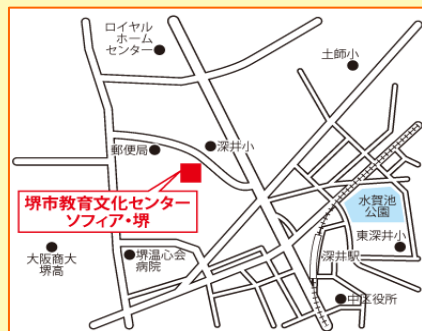 ロイヤル
ホーム
センター
土師小
郵便局
深井小
堺市教育文化センター
ソフィア・堺
水賀池
公園
大阪商大
堺高
堺温心会
病院
深井駅
東深井小
中区役所